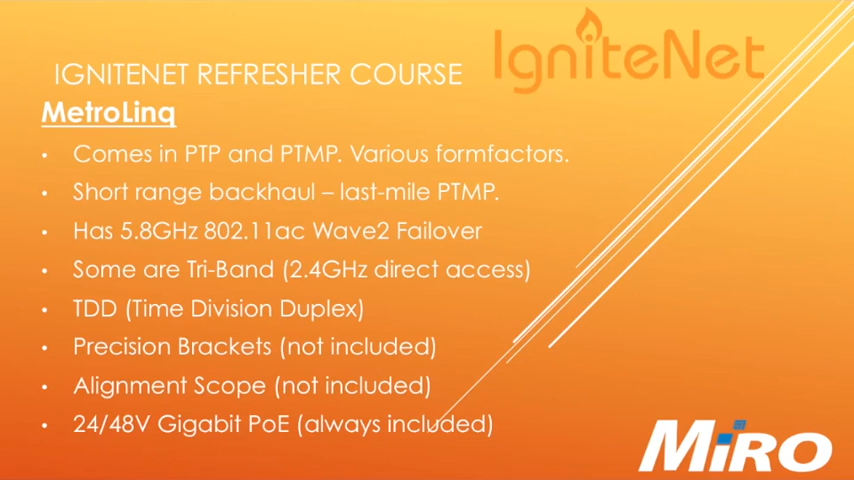 IgniteNet
IGNITENET REFRESHER COURSE
MetroLinq
• Comes in PTP and PTMP. Various formfactors.
• Short range backhaul – last-mile PTMP.
• Has 5.8GHz 802.11ac Wave2 Failover
• Some are Tri-Band (2.4GHz direct access)
• TDD (Time Division Duplex)
• Precision Brackets (not included)
• Alignment Scope (not included)
• 24/48V Gigabit PoE (always included)
MiRO